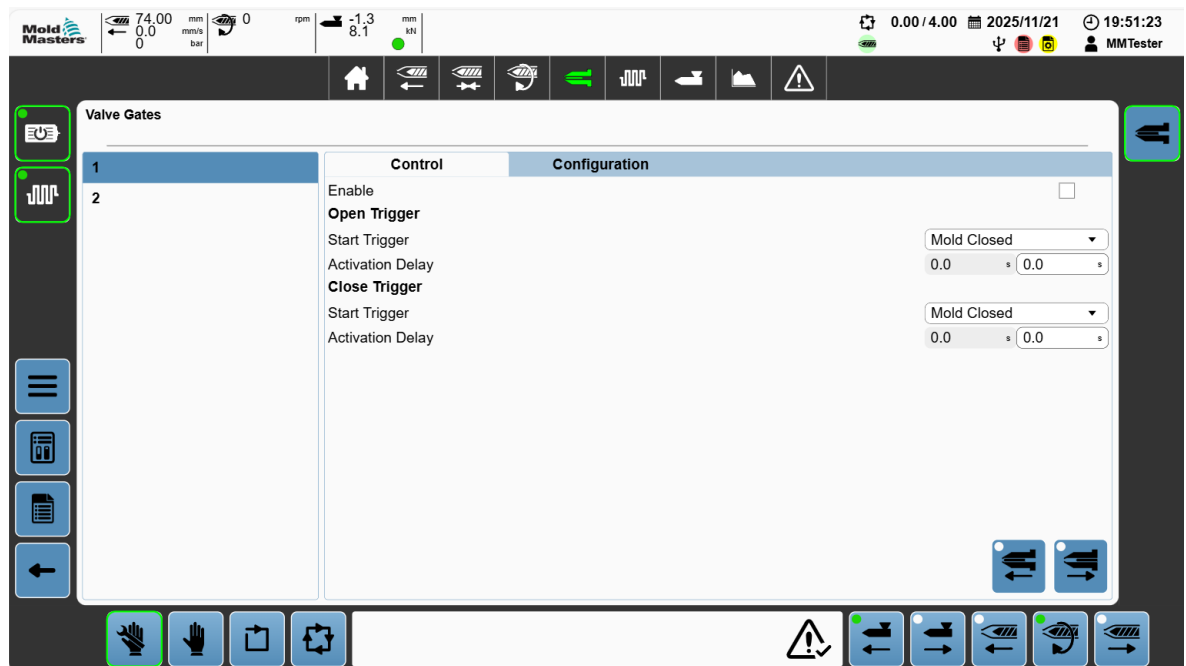 Mold Masters
74.00 mm
0.0 mm/s
0 bar
0 rpm
-1.3 mm
8.1 kN
0.00 / 4.00 2025/11/21 19:51:23
MMTester
Valve Gates
1
2
Control Configuration
Enable
Open Trigger
Start Trigger Mold Closed
Activation Delay 0.0 s 0.0 s
Close Trigger
Start Trigger Mold Closed
Activation Delay 0.0 s 0.0 s